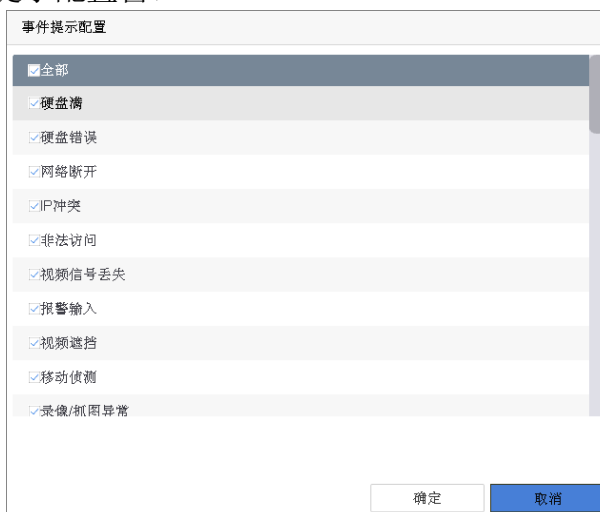 事件提示配置
全部
硬盘满
硬盘错误
网络断开
IP冲突
非法访问
视频信号丢失
报警输入
视频遮挡
移动侦测
录像/抓图异常
确定
取消